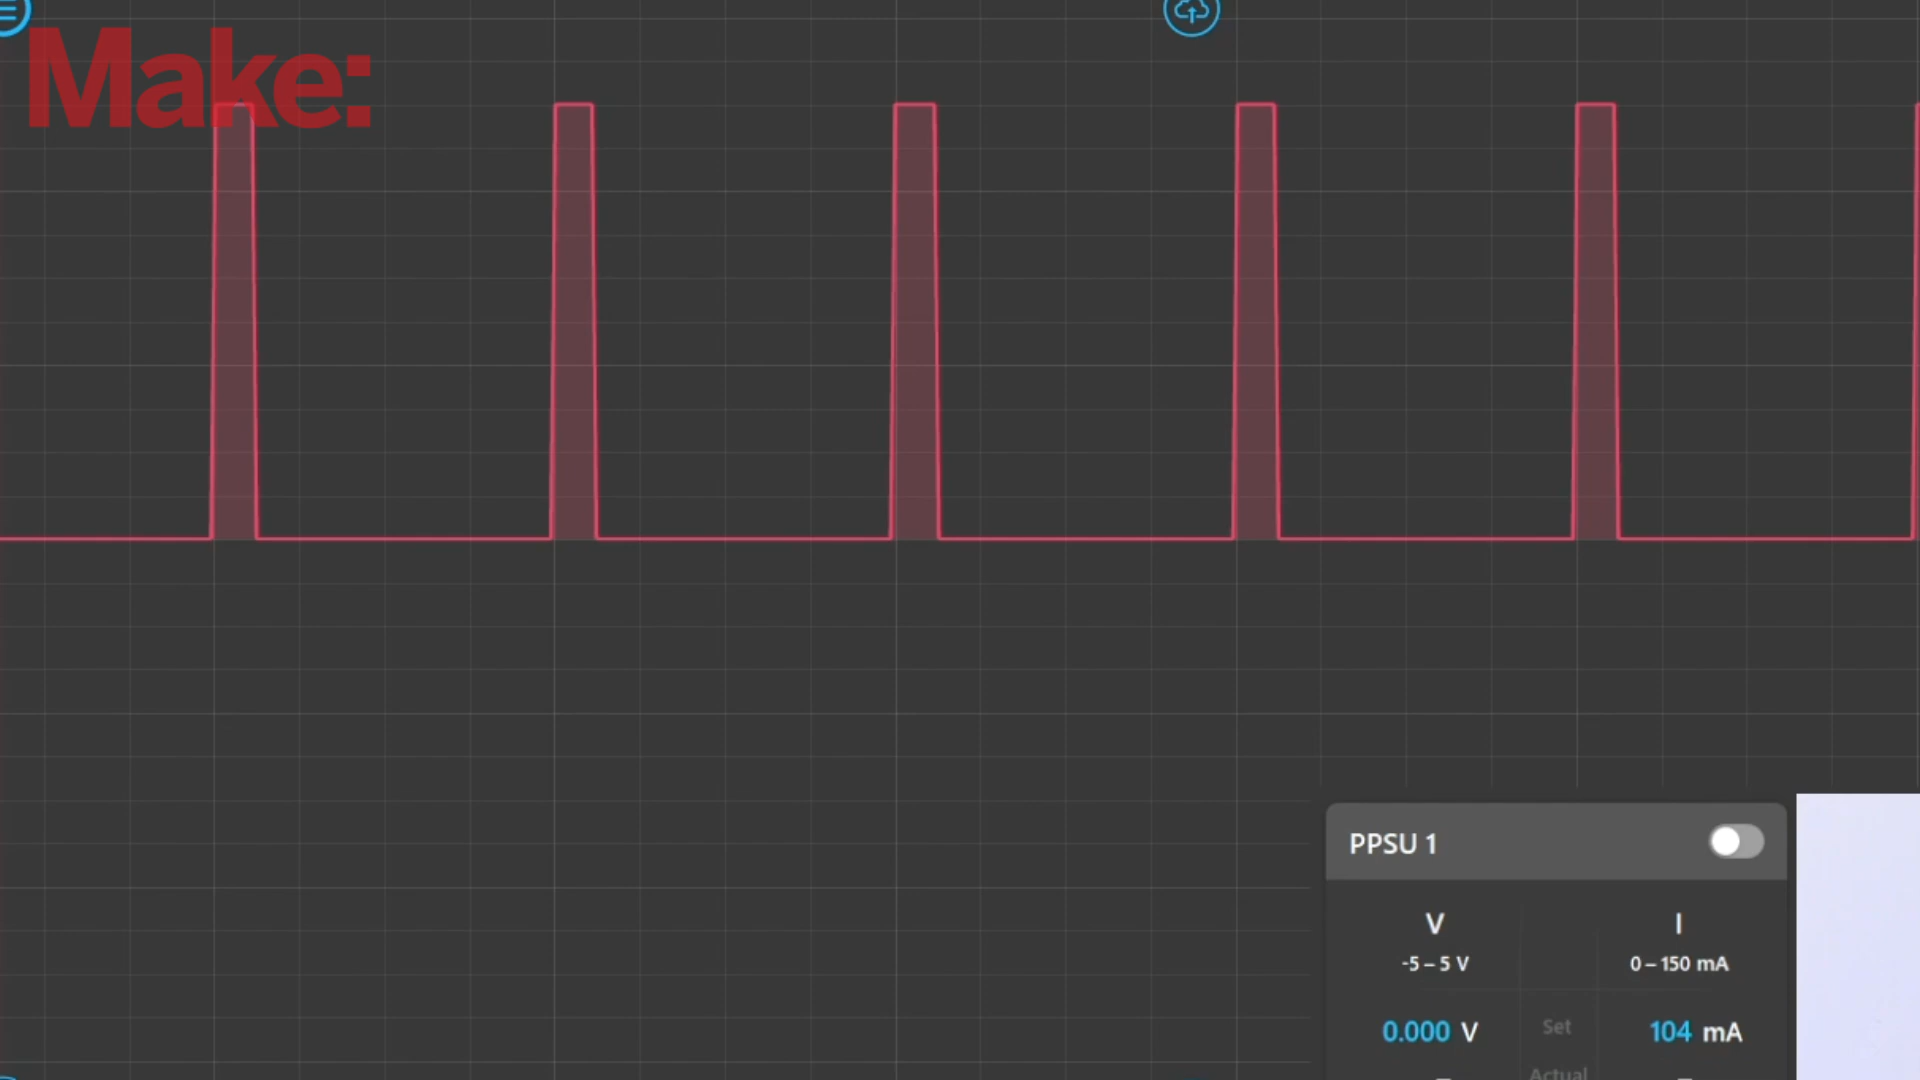 Make:
PPSU 1
V I
-5 – 5 V 0 – 150 mA
0.000 V Set 104 mA
Actual